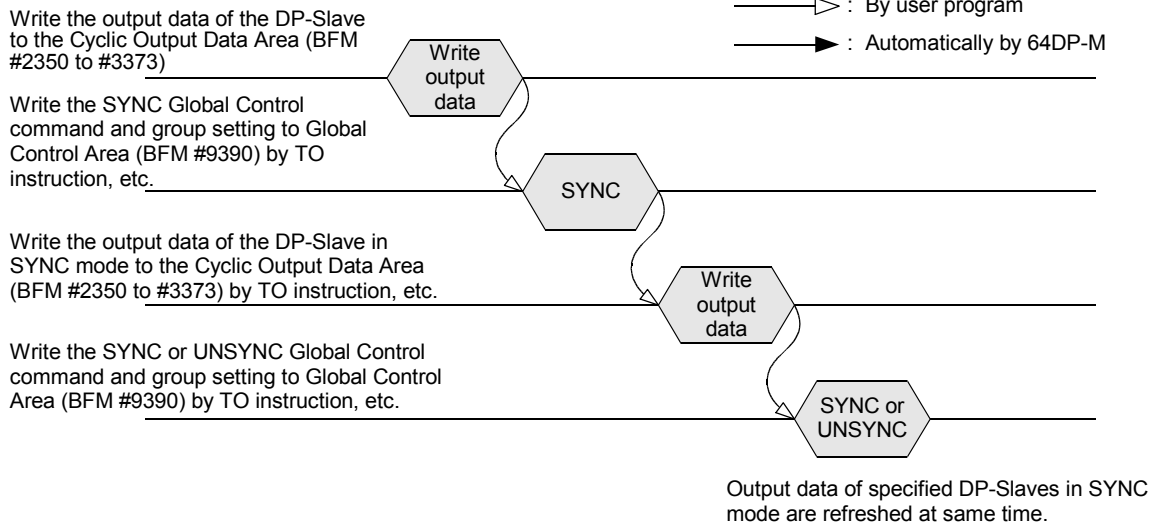 : By user program
: Automatically by 64DP-M
Write the output data of the DP-Slave
to the Cyclic Output Data Area (BFM
#2350 to #3373)
Write
output
data
Write the SYNC Global Control
command and group setting to Global
Control Area (BFM #9390) by TO
instruction, etc.
SYNC
Write the output data of the DP-Slave in
SYNC mode to the Cyclic Output Data Area
(BFM #2350 to #3373) by TO instruction, etc.
Write
output
data
Write the SYNC or UNSYNC Global Control
command and group setting to Global Control
Area (BFM #9390) by TO instruction, etc.
SYNC or
UNSYNC
Output data of specified DP-Slaves in SYNC
mode are refreshed at same time.